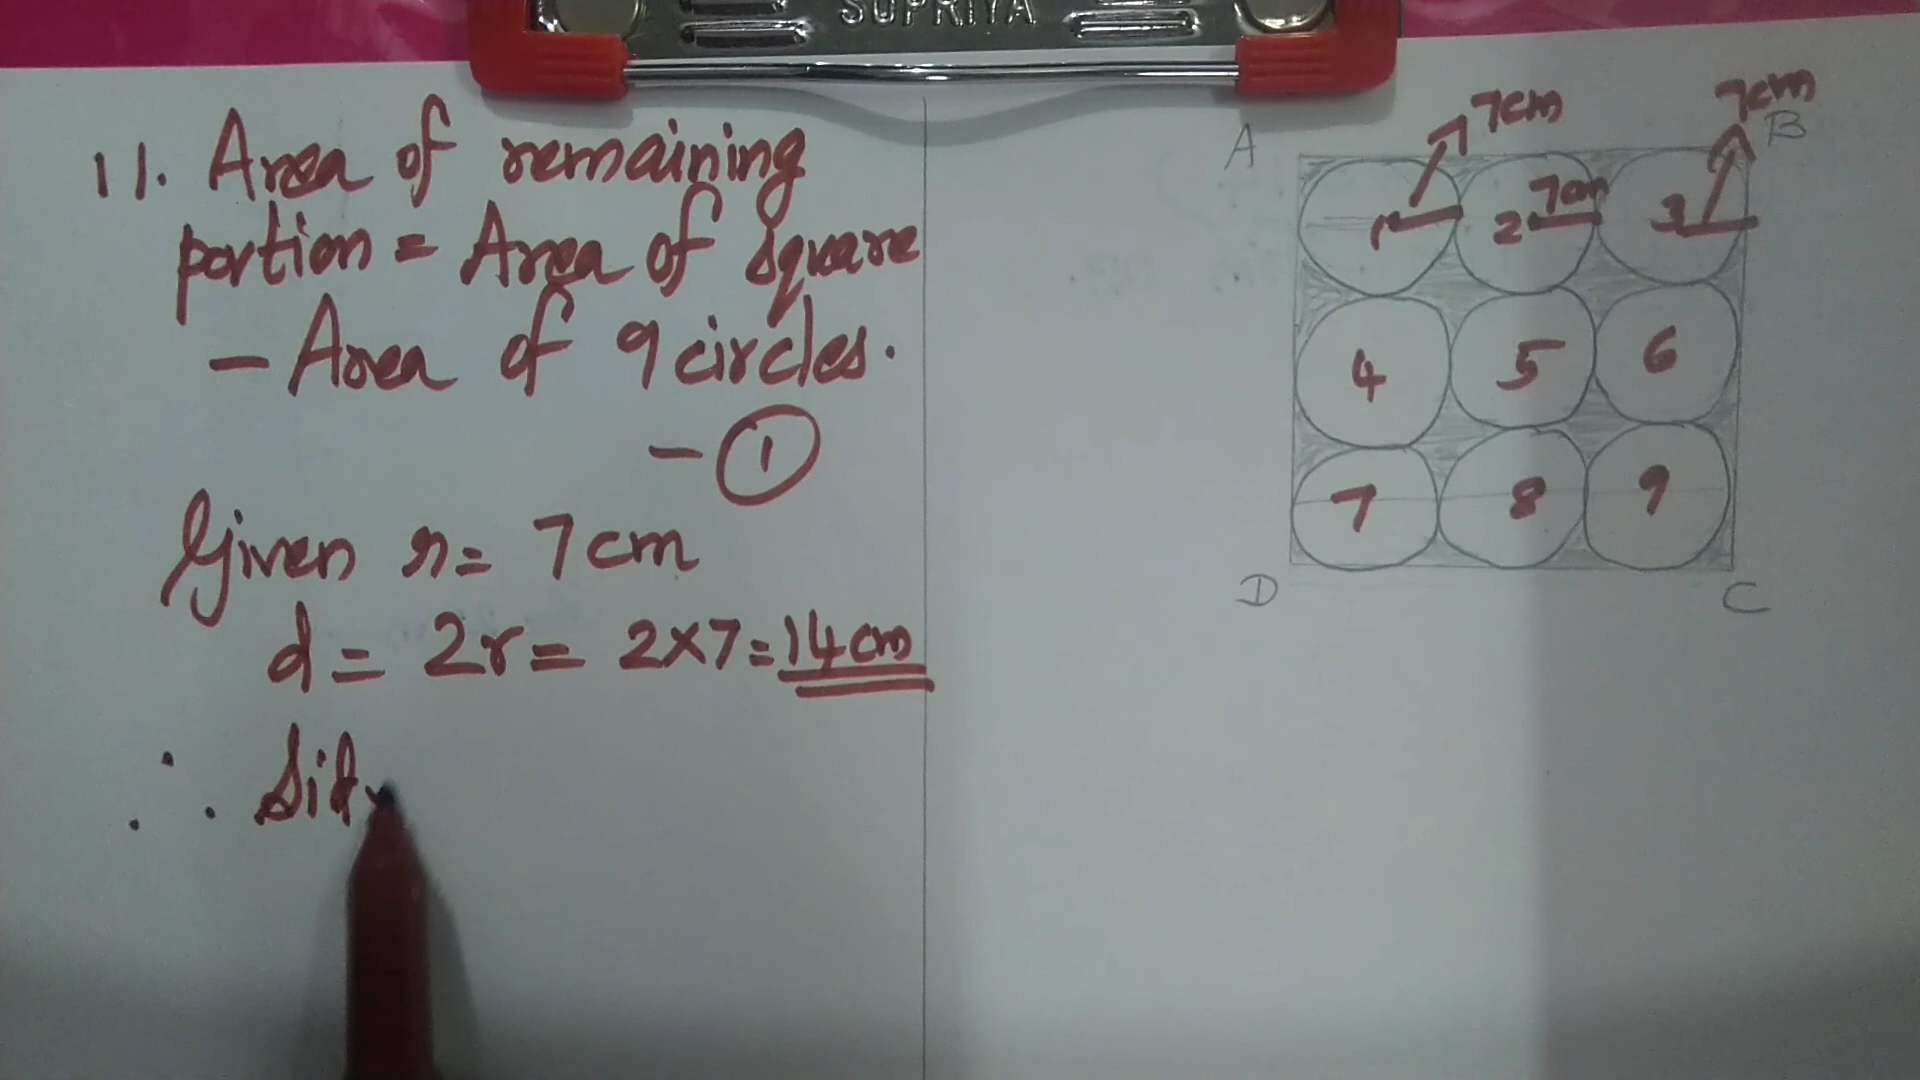 SUPRIYA
11. Area of remaining
portion = Area of square
- Area of 9 circles.
- 1
Given r = 7cm
d = 2r = 2×7 = 14cm
∴ Side
7cm
7cm
A
B
1
2
7cm
3
4
5
6
7
8
9
D
C